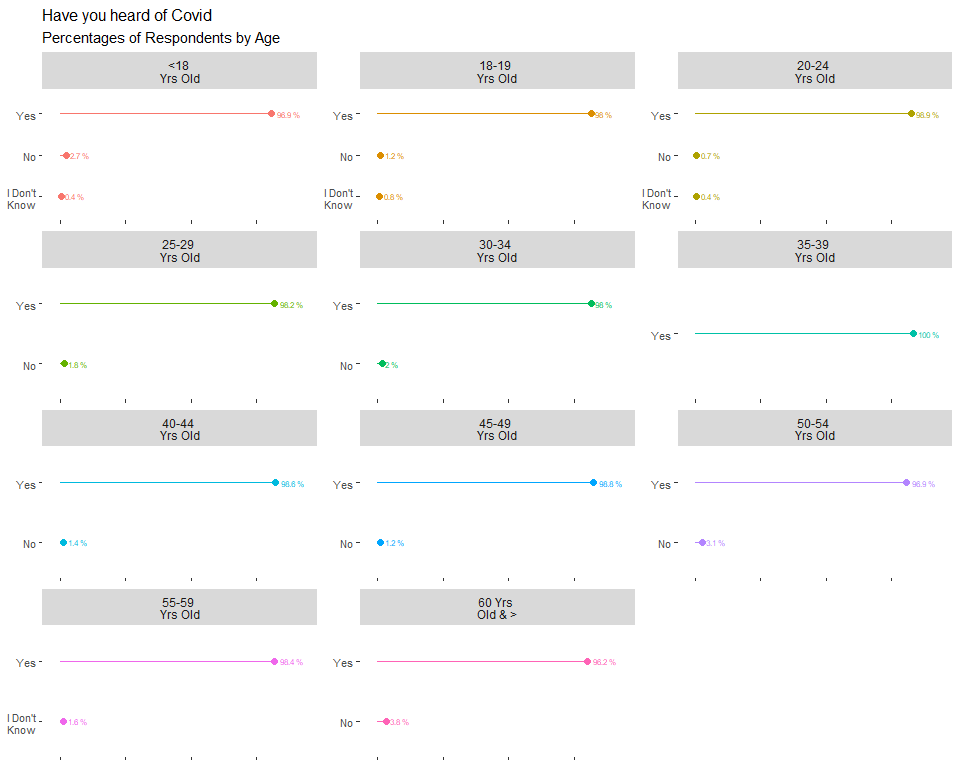 Have you heard of Covid
Percentages of Respondents by Age
<18
Yrs Old
18-19
Yrs Old
20-24
Yrs Old
Yes
96.9 %
Yes
98 %
Yes
98.9 %
No
2.7 %
No
1.2 %
No
0.7 %
I Don't
Know
0.4 %
I Don't
Know
0.8 %
I Don't
Know
0.4 %
25-29
Yrs Old
30-34
Yrs Old
35-39
Yrs Old
Yes
98.2 %
Yes
98 %
Yes
100 %
No
1.8 %
No
2 %
40-44
Yrs Old
45-49
Yrs Old
50-54
Yrs Old
Yes
98.6 %
Yes
98.8 %
Yes
96.9 %
No
1.4 %
No
1.2 %
No
3.1 %
55-59
Yrs Old
60 Yrs
Old & >
Yes
98.4 %
Yes
96.2 %
I Don't
Know
1.6 %
No
3.8 %